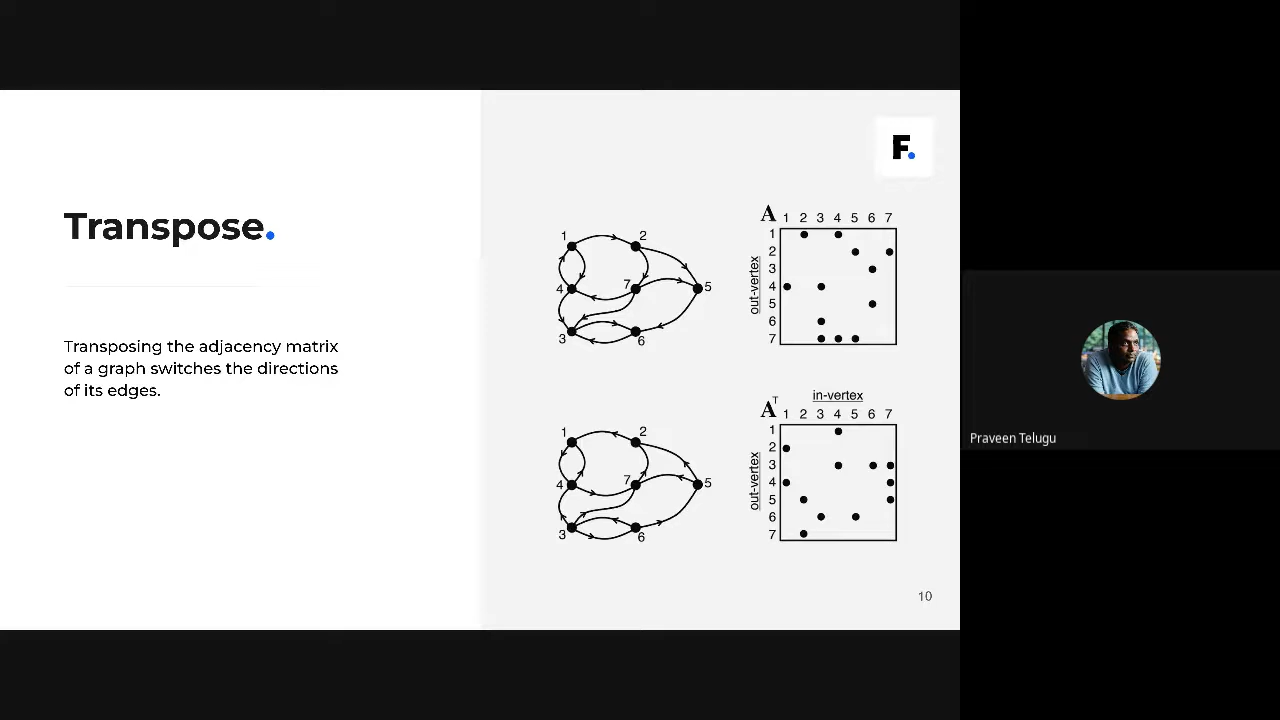 F.
Transpose.
Transposing the adjacency matrix
of a graph switches the directions
of its edges.
1 2
4 7 5
3 6
A 1 2 3 4 5 6 7
out-vertex
1
2
3
4
5
6
7
1 2
4 7 5
3 6
in-vertex
A^T 1 2 3 4 5 6 7
out-vertex
1
2
3
4
5
6
7
10
Praveen Telugu